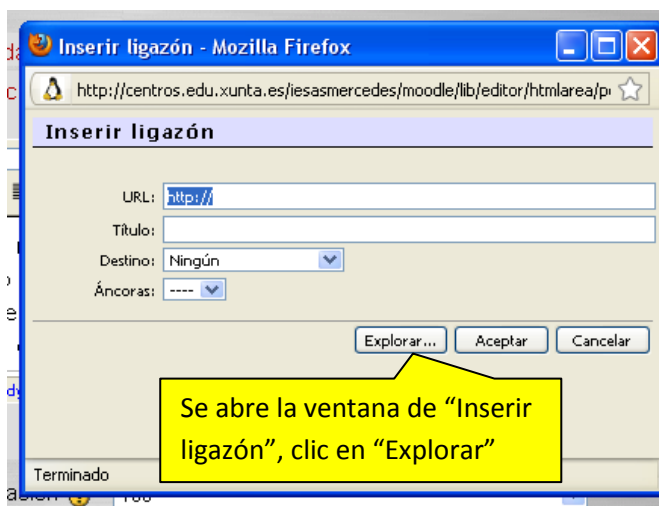 Inserir ligazón - Mozilla Firefox
http://centros.edu.xunta.es/iesasmercedes/moodle/lib/editor/htmlarea/p
Inserir ligazón
URL: http://
Título:
Destino: Ningún
Áncoras: ----
Explorar... Aceptar Cancelar
Se abre la ventana de “Inserir
ligazón”, clic en “Explorar”
Terminado